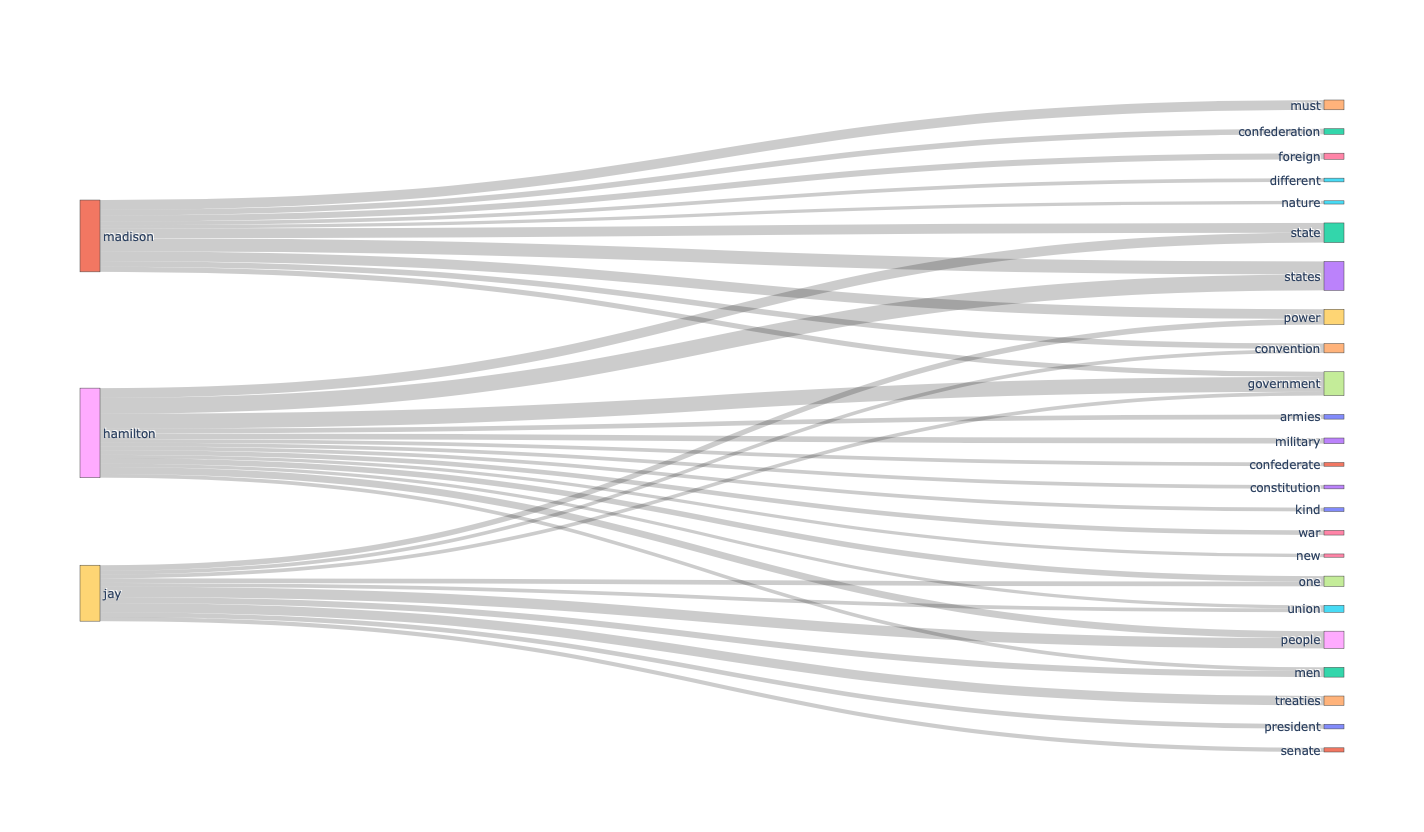 madison
hamilton
jay
must
confederation
foreign
different
nature
state
states
power
convention
government
armies
military
confederate
constitution
kind
war
new
one
union
people
men
treaties
president
senate